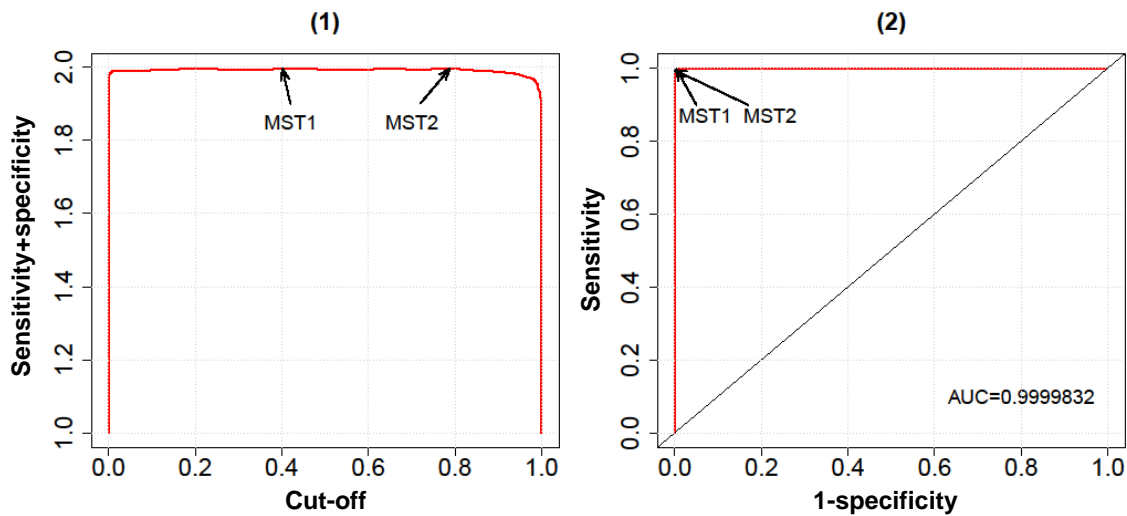 (1)
Sensitivity+specificity
2.0
1.8
1.6
1.4
1.2
1.0
MST1
MST2
0.0 0.2 0.4 0.6 0.8 1.0
Cut-off
(2)
Sensitivity
1.0
0.8
0.6
0.4
0.2
0.0
MST1 MST2
AUC=0.9999832
0.0 0.2 0.4 0.6 0.8 1.0
1-specificity